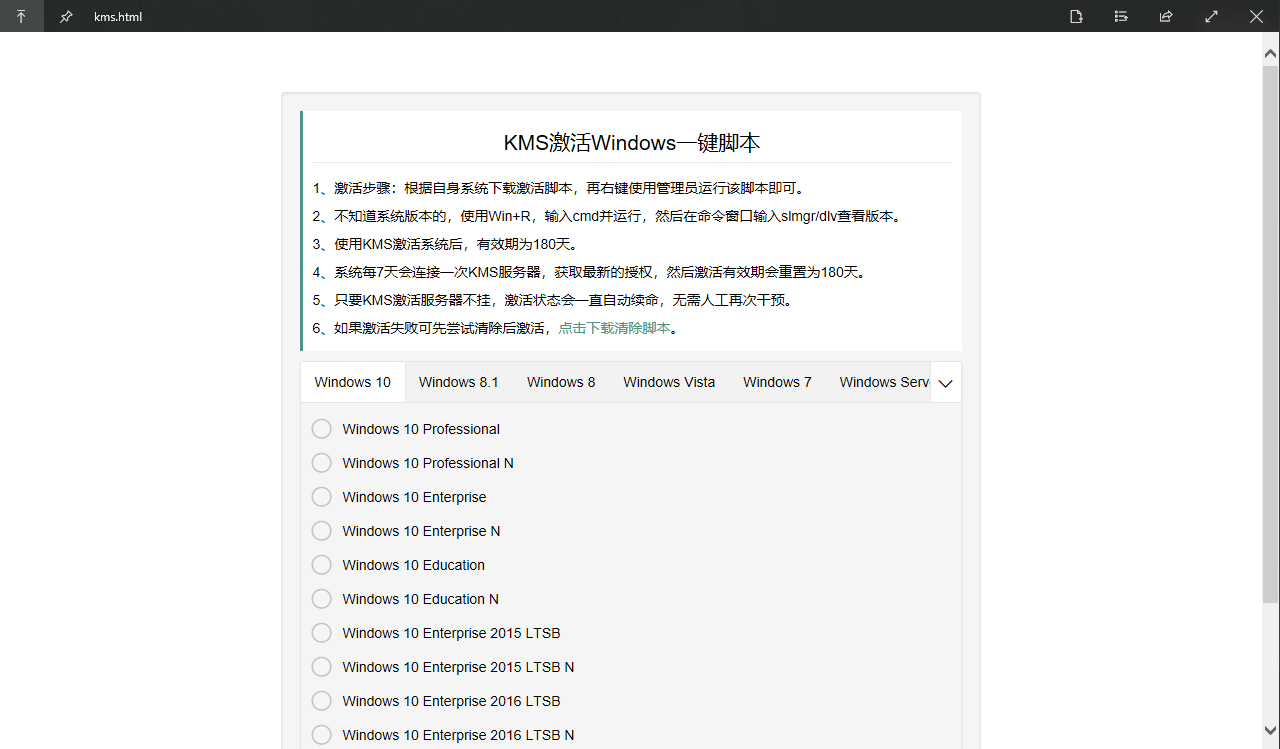 kms.html
KMS激活Windows一键脚本
1、激活步骤：根据自身系统下载激活脚本，再右键使用管理员运行该脚本即可。
2、不知道系统版本的，使用Win+R，输入cmd并运行，然后在命令窗口输入slmgr/dlv查看版本。
3、使用KMS激活系统后，有效期为180天。
4、系统每7天会连接一次KMS服务器，获取最新的授权，然后激活有效期会重置为180天。
5、只要KMS激活服务器不挂，激活状态会一直自动续命，无需人工再次干预。
6、如果激活失败可先尝试清除后激活，点击下载清除脚本。
Windows 10 Windows 8.1 Windows 8 Windows Vista Windows 7 Windows Serv
Windows 10 Professional
Windows 10 Professional N
Windows 10 Enterprise
Windows 10 Enterprise N
Windows 10 Education
Windows 10 Education N
Windows 10 Enterprise 2015 LTSB
Windows 10 Enterprise 2015 LTSB N
Windows 10 Enterprise 2016 LTSB
Windows 10 Enterprise 2016 LTSB N